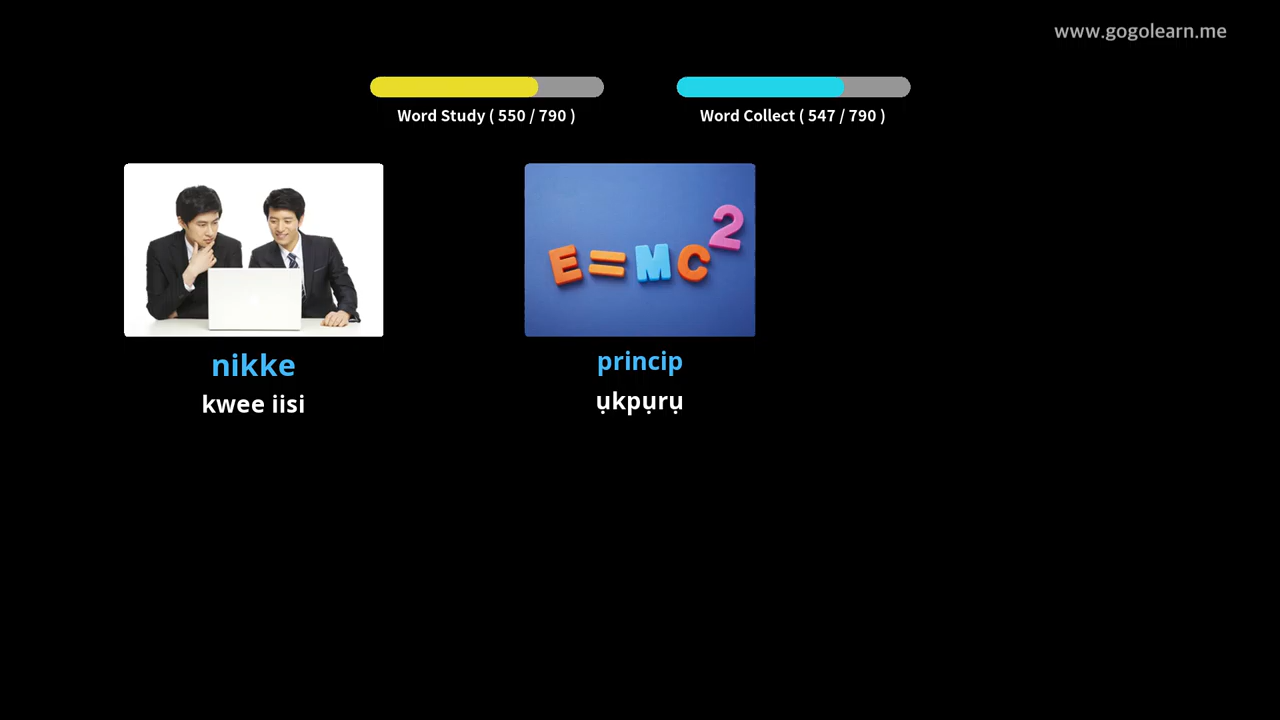 www.gogolearn.me
Word Study ( 550 / 790 )
Word Collect ( 547 / 790 )
E=MC2
nikke
princip
kwee iisi
ụkpụrụ